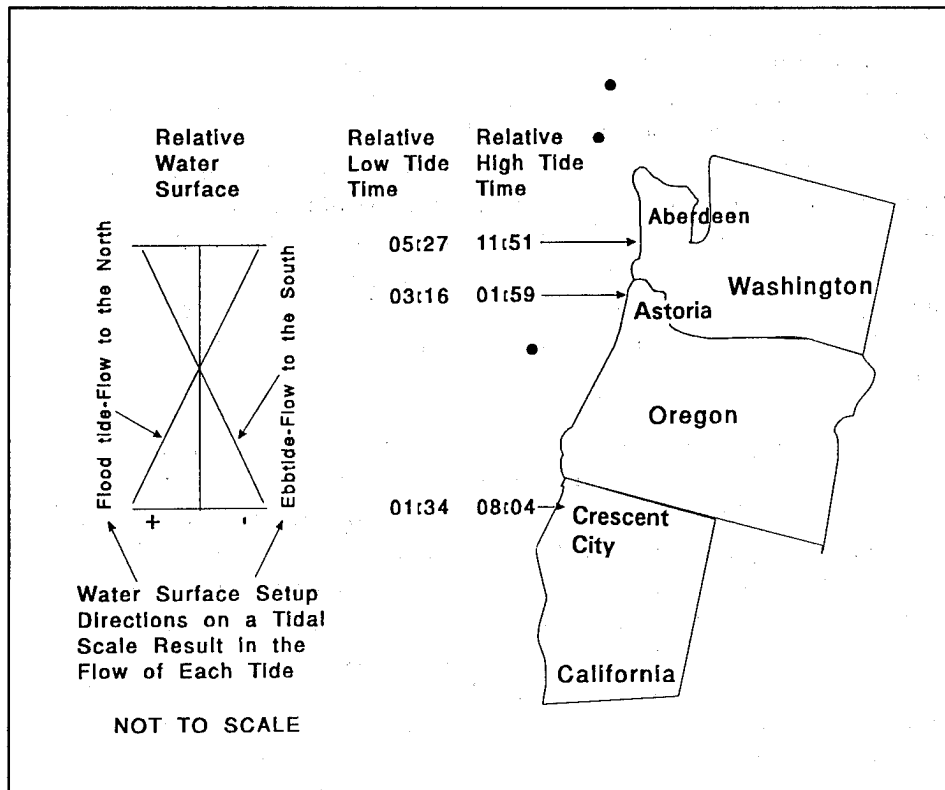 Relative
Water
Surface
Relative
Low Tide
Time
Relative
High Tide
Time
Flood tide-Flow to the North
Ebbtide-Flow to the South
+ -
05:27 11:51
03:16 01:59
01:34 08:04
Aberdeen
Washington
Astoria
Oregon
Crescent
City
California
Water Surface Setup
Directions on a Tidal
Scale Result in the
Flow of Each Tide
NOT TO SCALE